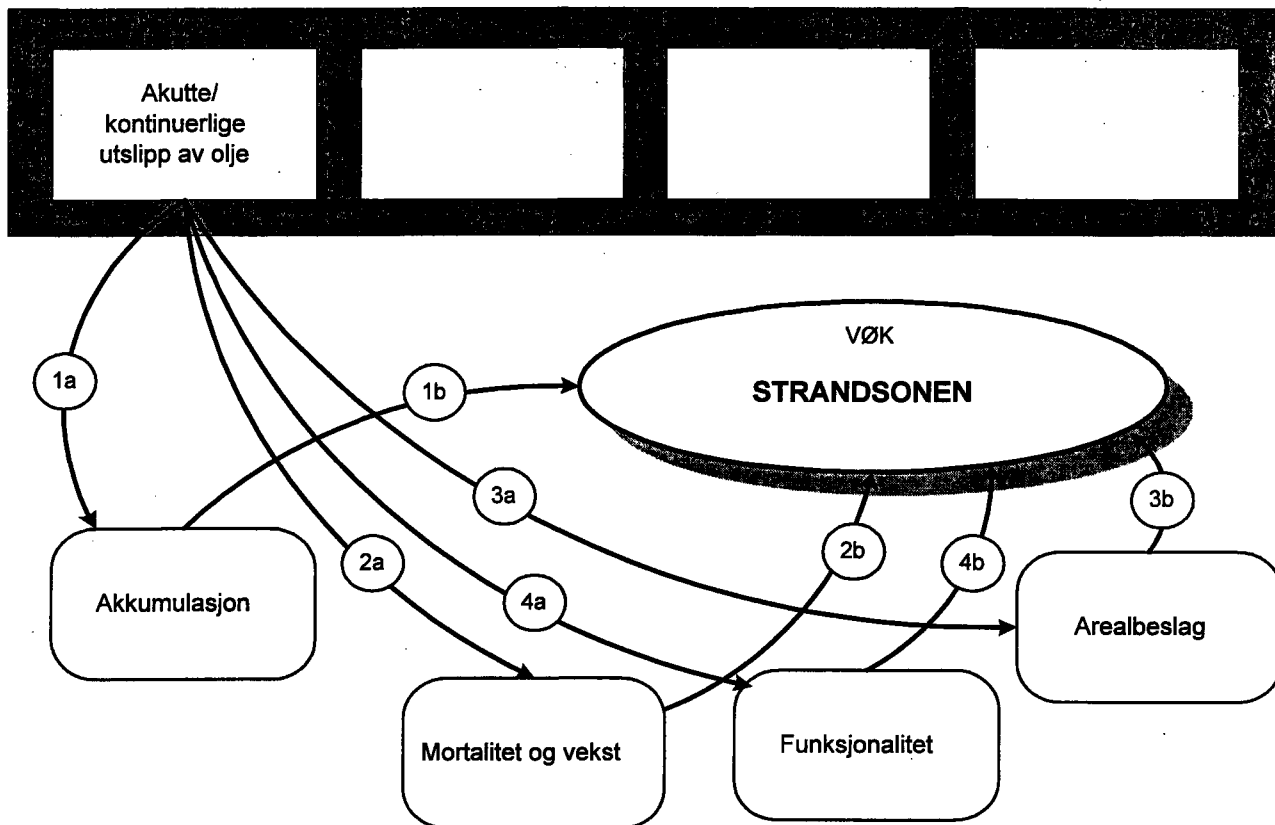 Akutte/
kontinuerlige
utslipp av olje
VØK
STRANDSONEN
1a
1b
3a
3b
2a
2b
4b
4a
Akkumulasjon
Arealbeslag
Mortalitet og vekst
Funksjonalitet